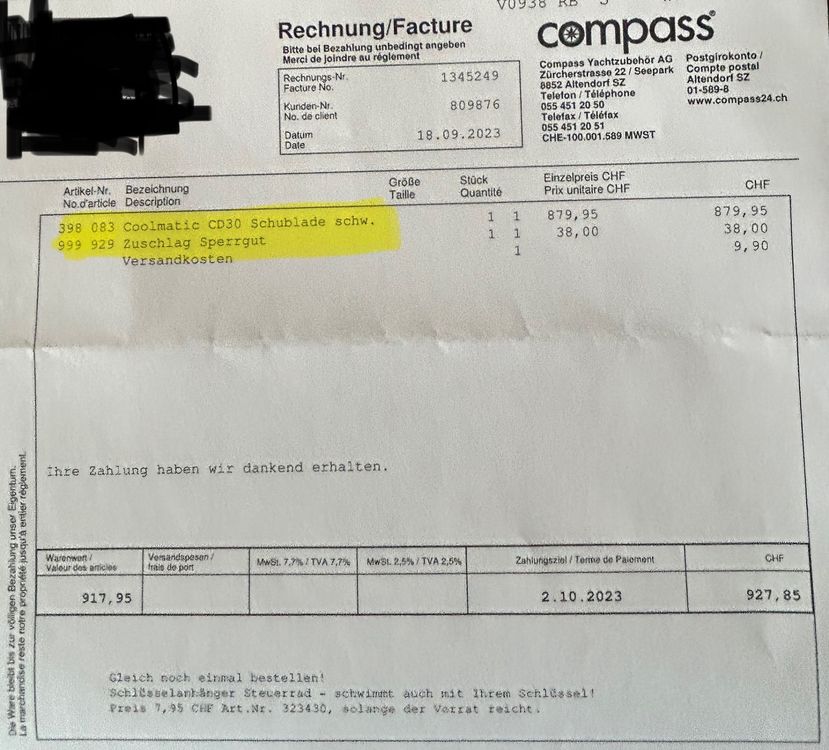 Rechnung/Facture
Bitte bei Bezahlung unbedingt angeben
Merci de joindre au réglement
Rechnungs-Nr. 1345249
Facture No.
Kunden-Nr. 809876
No. de client
Datum 18.09.2023
Date
compass
Compass Yachtzubehör AG
Zürcherstrasse 22 / Seepark
8852 Altendorf SZ
Telefon / Téléphone
055 451 20 50
Telefax / Téléfax
055 451 20 51
CHE-100.001.589 MWST
Postgirokonto /
Compte postal
Altendorf SZ
01-589-8
www.compass24.ch
Artikel-Nr. Bezeichnung Größe Stück Einzelpreis CHF CHF
No.d'article Description Taille Quantité Prix unitaire CHF
398 083 Coolmatic CD30 Schublade schw. 1 1 879,95 879,95
999 929 Zuschlag Sperrgut 1 1 38,00 38,00
Versandkosten 1 9,90
Ihre Zahlung haben wir dankend erhalten.
Warenwert / Versandspesen / MwSt. 7,7% / TVA 7,7% MwSt. 2,5% / TVA 2,5% Zahlungsziel / Terme de Paiement CHF
Valeur des articles frais de port
917,95 2.10.2023 927,85
Gleich noch einmal bestellen!
Schlüsselanhänger Steuerrad - schwimmt auch mit Ihrem Schlüssel!
Preis 7,95 CHF Art.Nr. 323430, solange der Vorrat reicht.
Die Ware bleibt bis zur völligen Bezahlung unser Eigentum.
La marchandise reste notre propriété jusqu'à entier règlement.